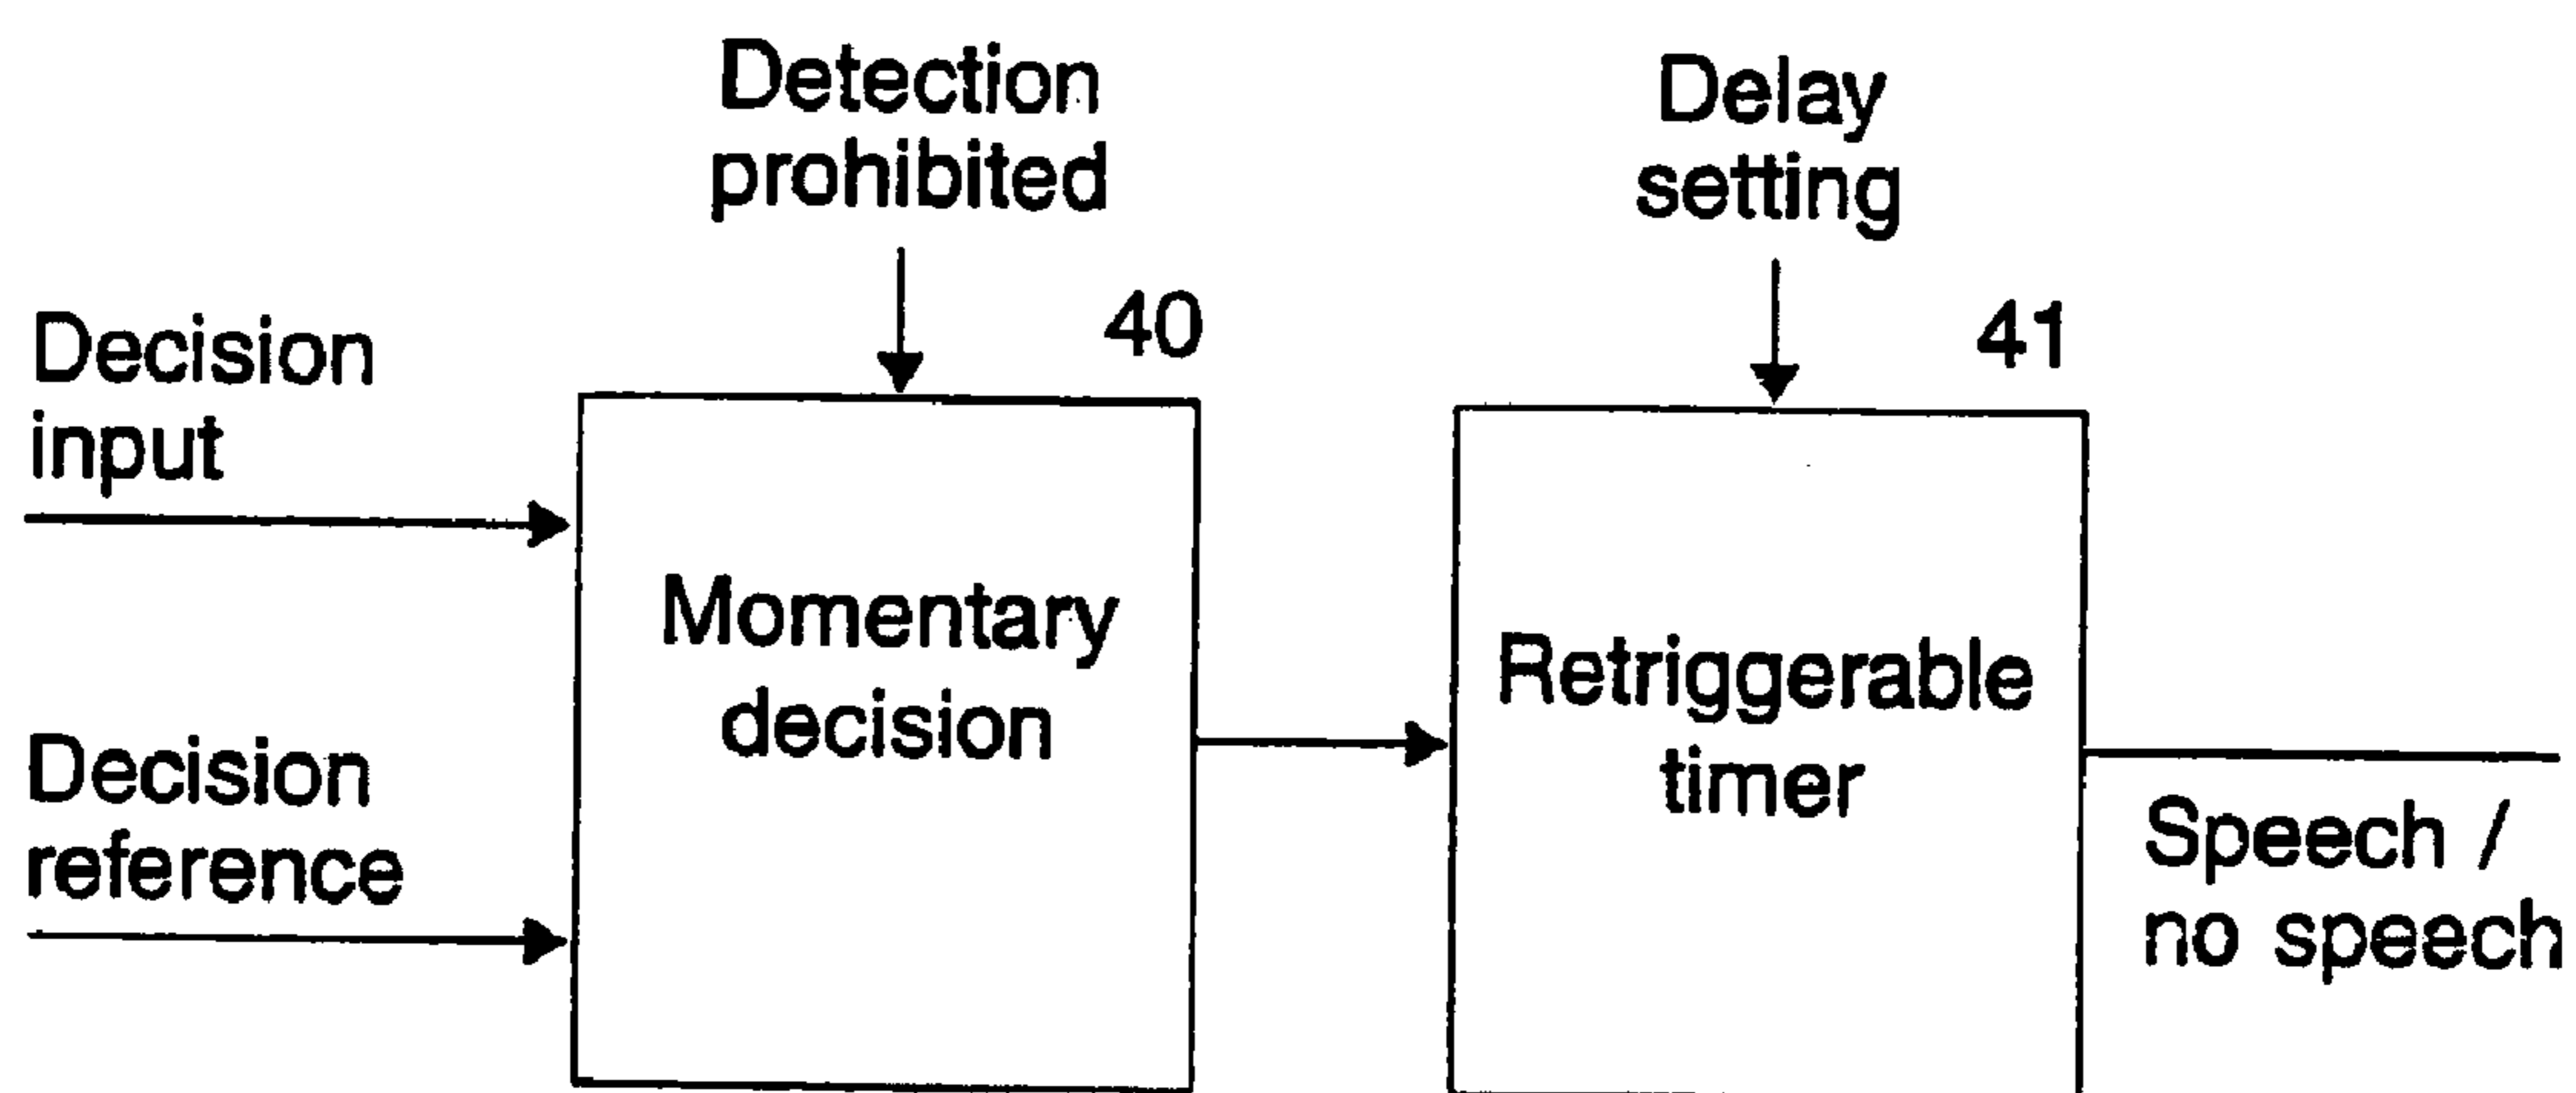 Detection
prohibited
Delay
setting
40
41
Decision
input
Momentary
decision
Retriggerable
timer
Decision
reference
Speech /
no speech